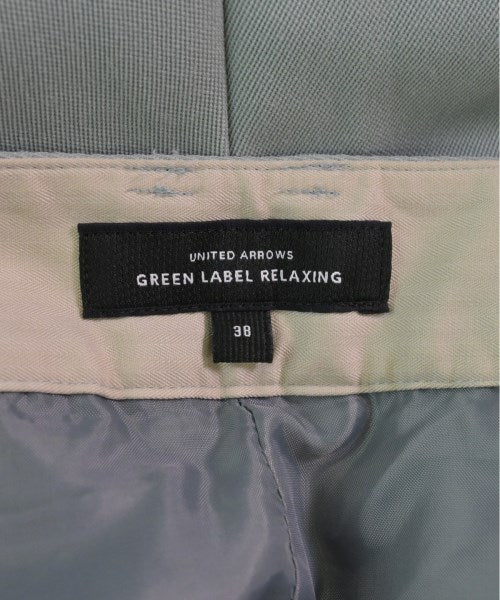 UNITED ARROWS
GREEN LABEL RELAXING
38